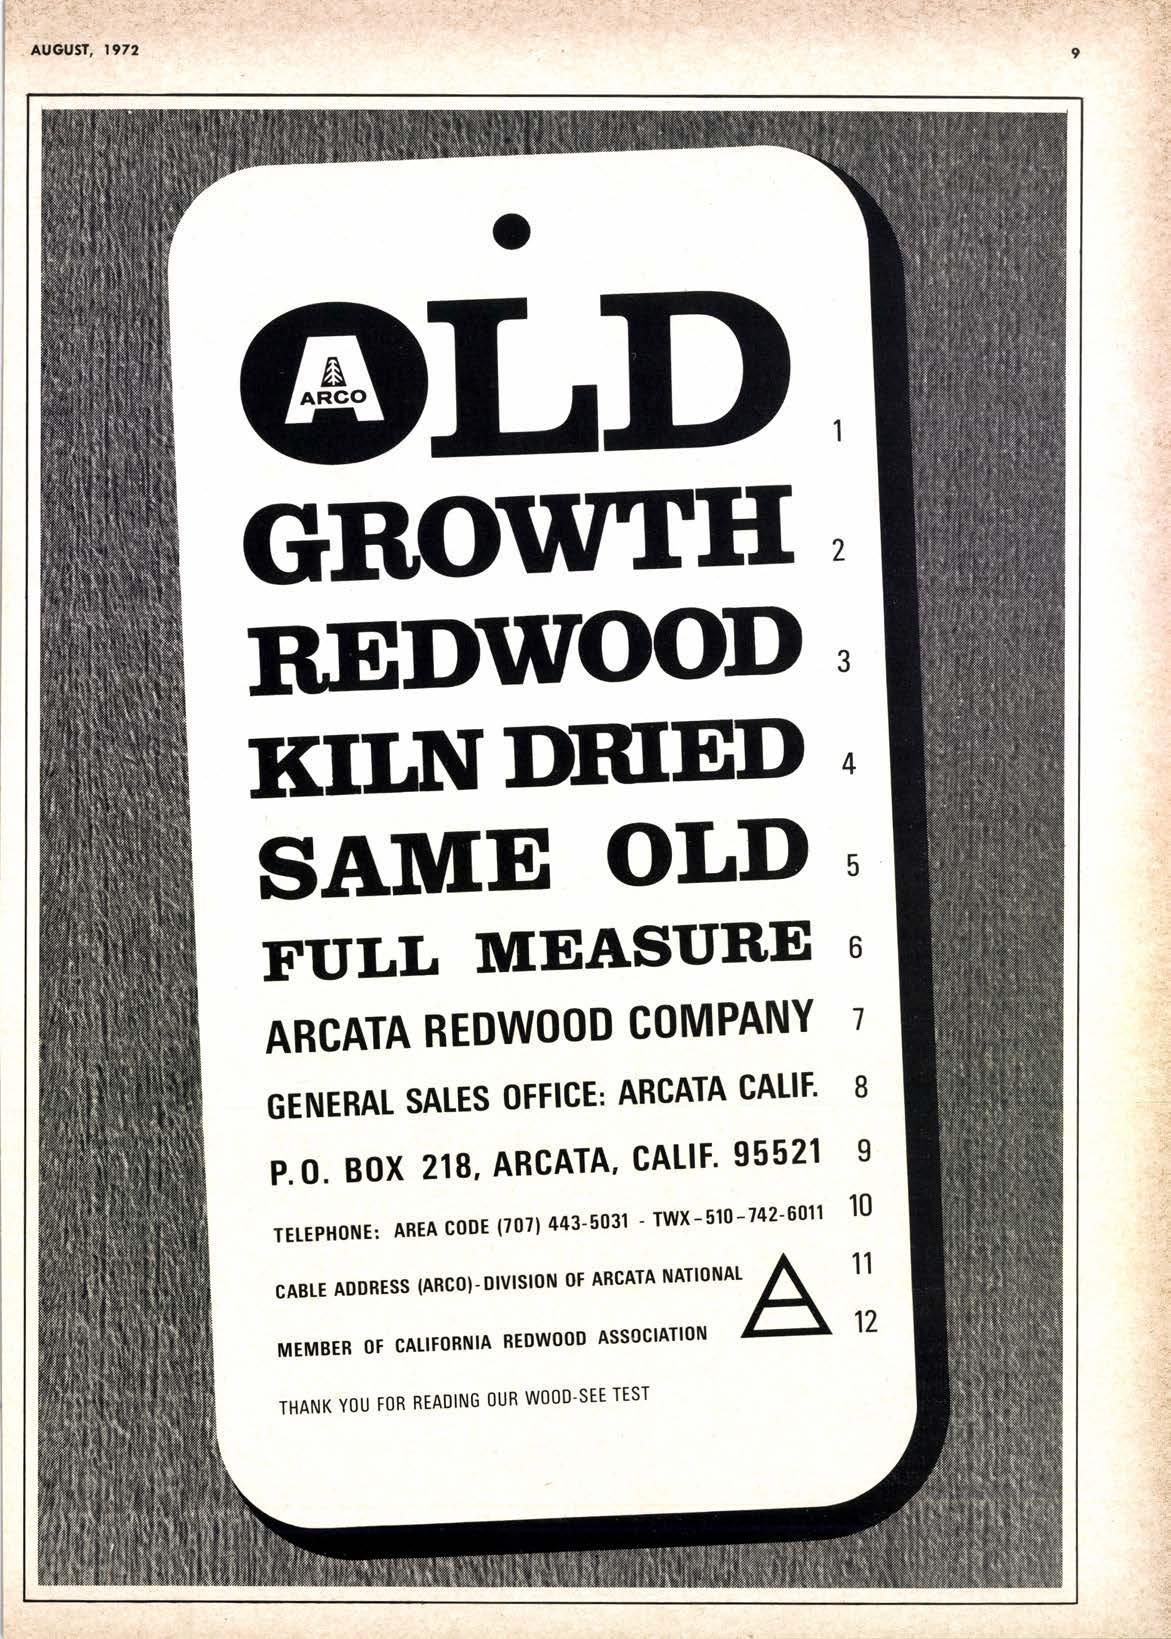 AUGUST, 1972 9
OLD 1
ARCO
GROWTH 2
REDWOOD 3
KILN DRIED 4
SAME OLD 5
FULL MEASURE 6
ARCATA REDWOOD COMPANY 7
GENERAL SALES OFFICE: ARCATA CALIF. 8
P.O. BOX 218, ARCATA, CALIF. 95521 9
TELEPHONE: AREA CODE (707) 443-5031 - TWX-510-742-6011 10
CABLE ADDRESS (ARCO)-DIVISION OF ARCATA NATIONAL 11
MEMBER OF CALIFORNIA REDWOOD ASSOCIATION 12
THANK YOU FOR READING OUR WOOD-SEE TEST